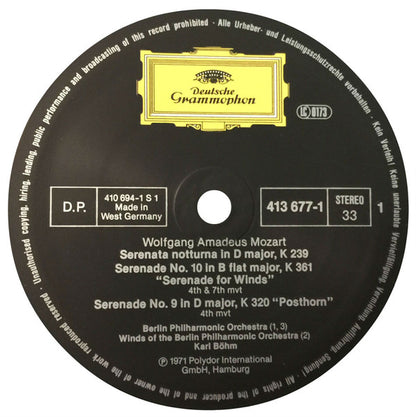 Unauthorised copying, hiring, lending, public performance and broadcasting of this record prohibited · Alle Urheber- und Leistungsschutzrechte vorbehalten · Kein Verleih! Keine unerlaubte Vervielfältigung, Vermietung, Aufführung, Sendung! · All rights of the producer and of the owner of the work reproduced reserved ·
Deutsche
Grammophon
LC 0173
D.P.
410 694-1 S 1
Made in
West Germany
413 677-1
STEREO
33
1
Wolfgang Amadeus Mozart
Serenata notturna in D major, K 239
Serenade No. 10 in B flat major, K 361
"Serenade for Winds"
4th & 7th mvt
Serenade No. 9 in D major, K 320 "Posthorn"
4th mvt
Berlin Philharmonic Orchestra (1, 3)
Winds of the Berlin Philharmonic Orchestra (2)
Karl Böhm
Ⓟ 1971 Polydor International
GmbH, Hamburg